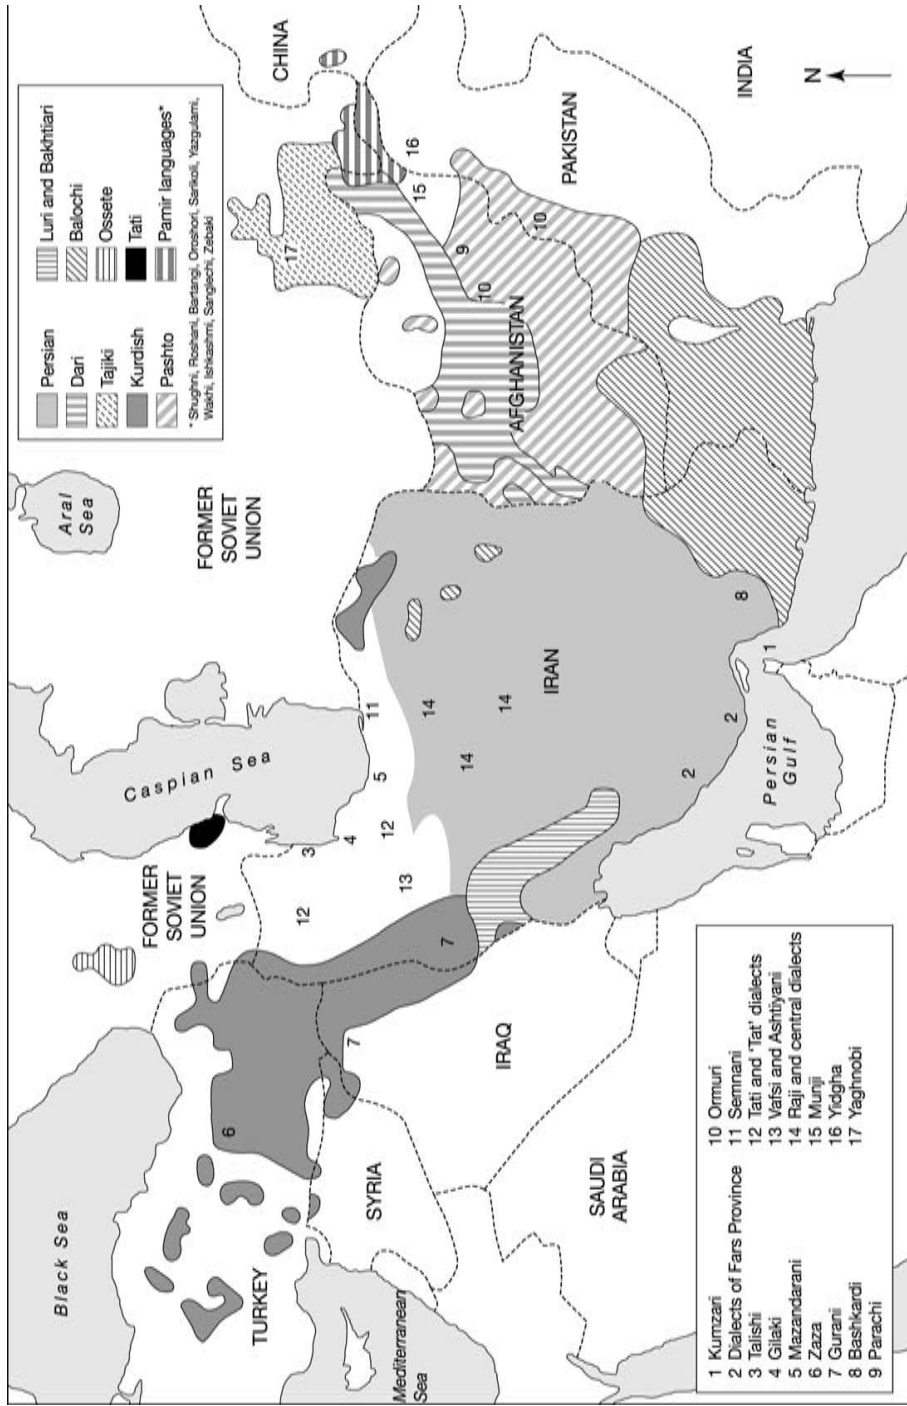 Black Sea
TURKEY
Mediterranean
Sea
SYRIA
IRAQ
SAUDI
ARABIA
FORMER
SOVIET
UNION
Caspian Sea
Aral
Sea
FORMER
SOVIET
UNION
IRAN
Persian
Gulf
AFGHANISTAN
PAKISTAN
CHINA
INDIA
N
6
7
7
12
3
4
12
13
5
11
14
14
14
2
2
8
1
17
9
10
10
15
16
Persian
Dari
Tajiki
Kurdish
Pashto
Luri and Bakhtiari
Balochi
Ossete
Tati
Pamir languages*
* Shughni, Roshani, Bartangi, Oroshori, Sarikoli, Yazgulami,
Wakhi, Ishkashmi, Sanglechi, Zebaki
1 Kumzari
2 Dialects of Fars Province
3 Talishi
4 Gilaki
5 Mazandarani
6 Zaza
7 Gurani
8 Bashkardi
9 Parachi
10 Ormuri
11 Semnani
12 Tati and 'Tat' dialects
13 Vafsi and Ashtiyani
14 Raji and central dialects
15 Munji
16 Yidgha
17 Yaghnobi